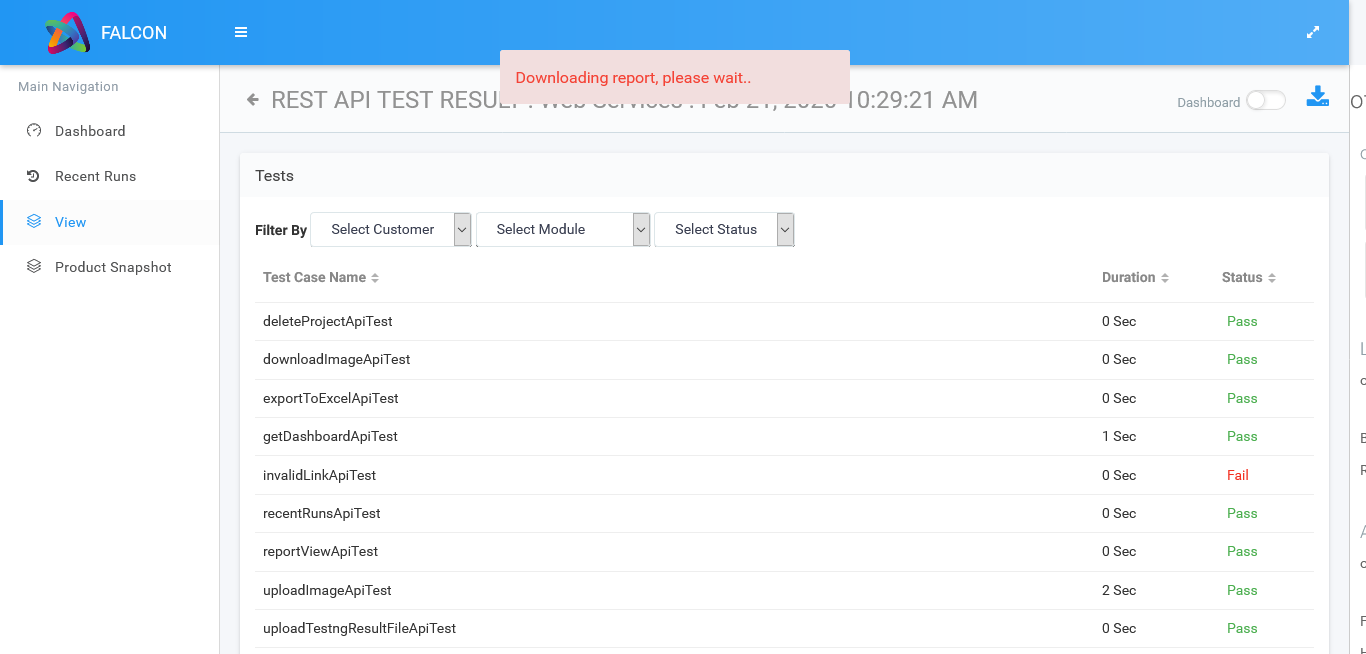 FALCON
Downloading report, please wait..
Main Navigation
REST API TEST RESULT : Web Services : Feb 21, 2020 10:29:21 AM
Dashboard
Dashboard
Recent Runs
View
Product Snapshot
Tests
Filter By Select Customer Select Module Select Status
Test Case Name Duration Status
deleteProjectApiTest 0 Sec Pass
downloadImageApiTest 0 Sec Pass
exportToExcelApiTest 0 Sec Pass
getDashboardApiTest 1 Sec Pass
invalidLinkApiTest 0 Sec Fail
recentRunsApiTest 0 Sec Pass
reportViewApiTest 0 Sec Pass
uploadImageApiTest 2 Sec Pass
uploadTestngResultFileApiTest 0 Sec Pass